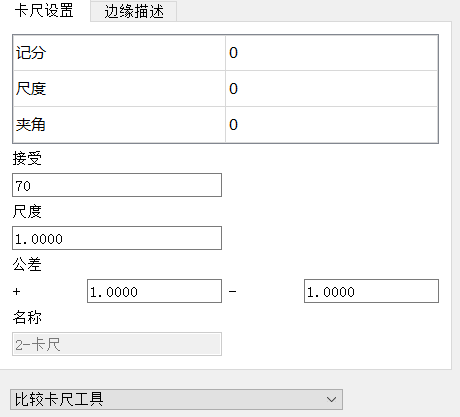 卡尺设置 边缘描述
记分 0
尺度 0
夹角 0
接受
70
尺度
1.0000
公差
+ 1.0000 - 1.0000
名称
2-卡尺
比较卡尺工具